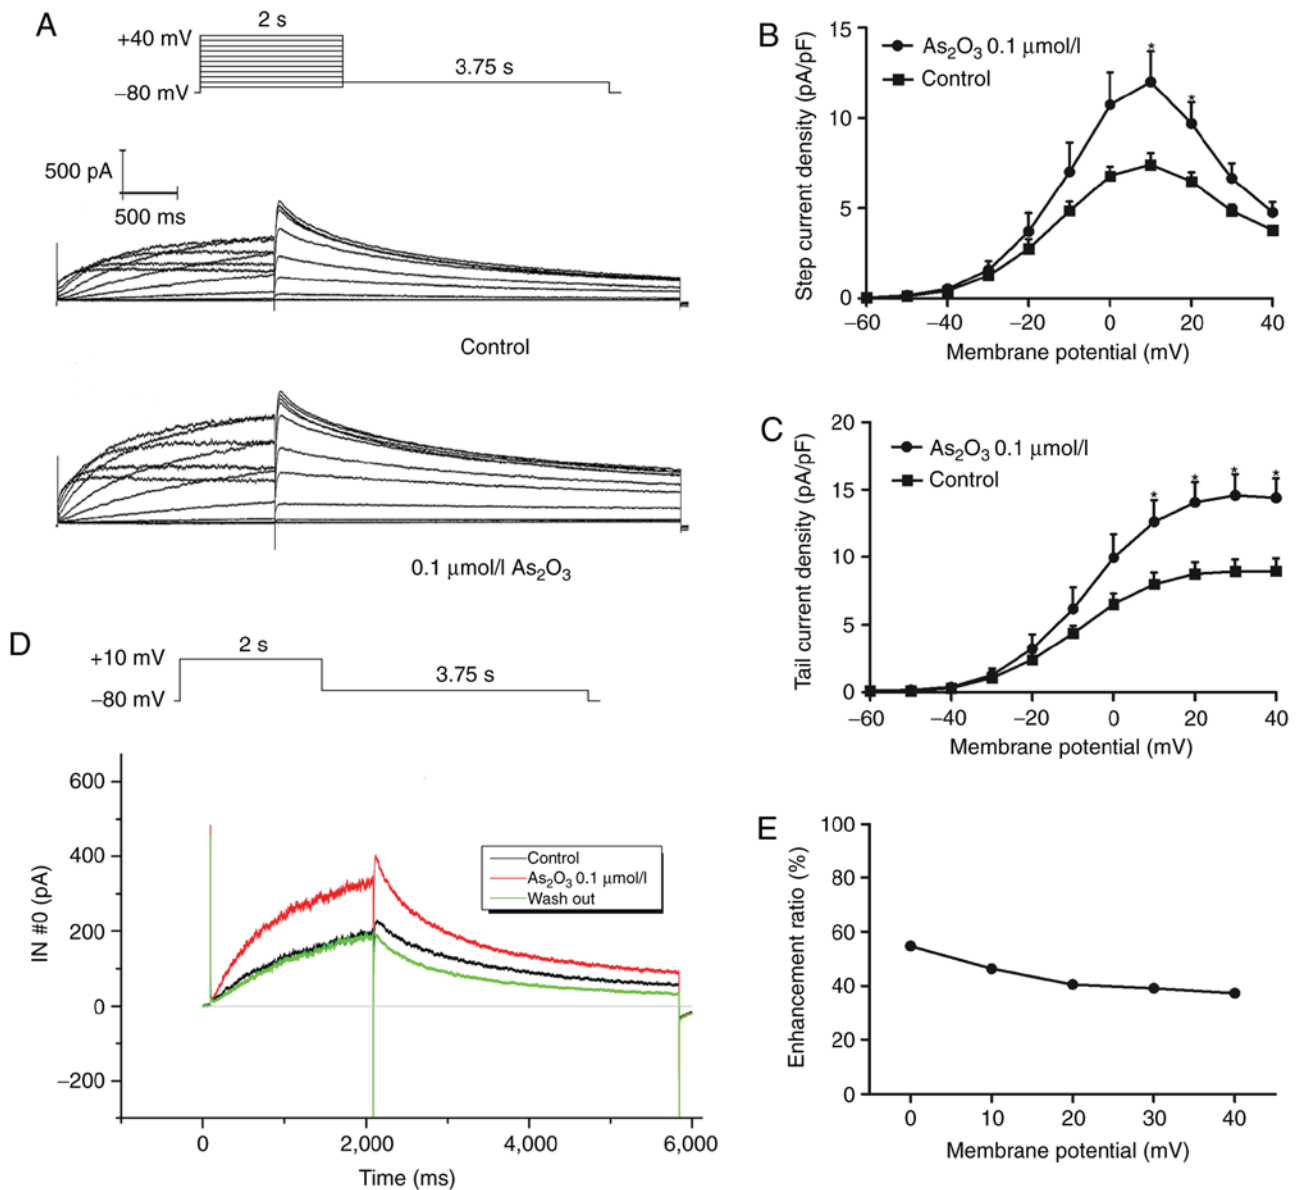 A
2 s
+40 mV
3.75 s
−80 mV
500 pA
500 ms
Control
0.1 μmol/l As₂O₃
B
15
10
5
0
Step current density (pA/pF)
As₂O₃ 0.1 μmol/l
Control
*
*
−60
−40
−20
0
20
40
Membrane potential (mV)
C
20
15
10
5
0
Tail current density (pA/pF)
As₂O₃ 0.1 μmol/l
Control
*
*
*
*
−60
−40
−20
0
20
40
Membrane potential (mV)
D
2 s
+10 mV
3.75 s
−80 mV
600
400
200
0
−200
IN #0 (pA)
Control
As₂O₃ 0.1 μmol/l
Wash out
0
2,000
4,000
6,000
Time (ms)
E
100
80
60
40
20
0
Enhancement ratio (%)
0
10
20
30
40
Membrane potential (mV)